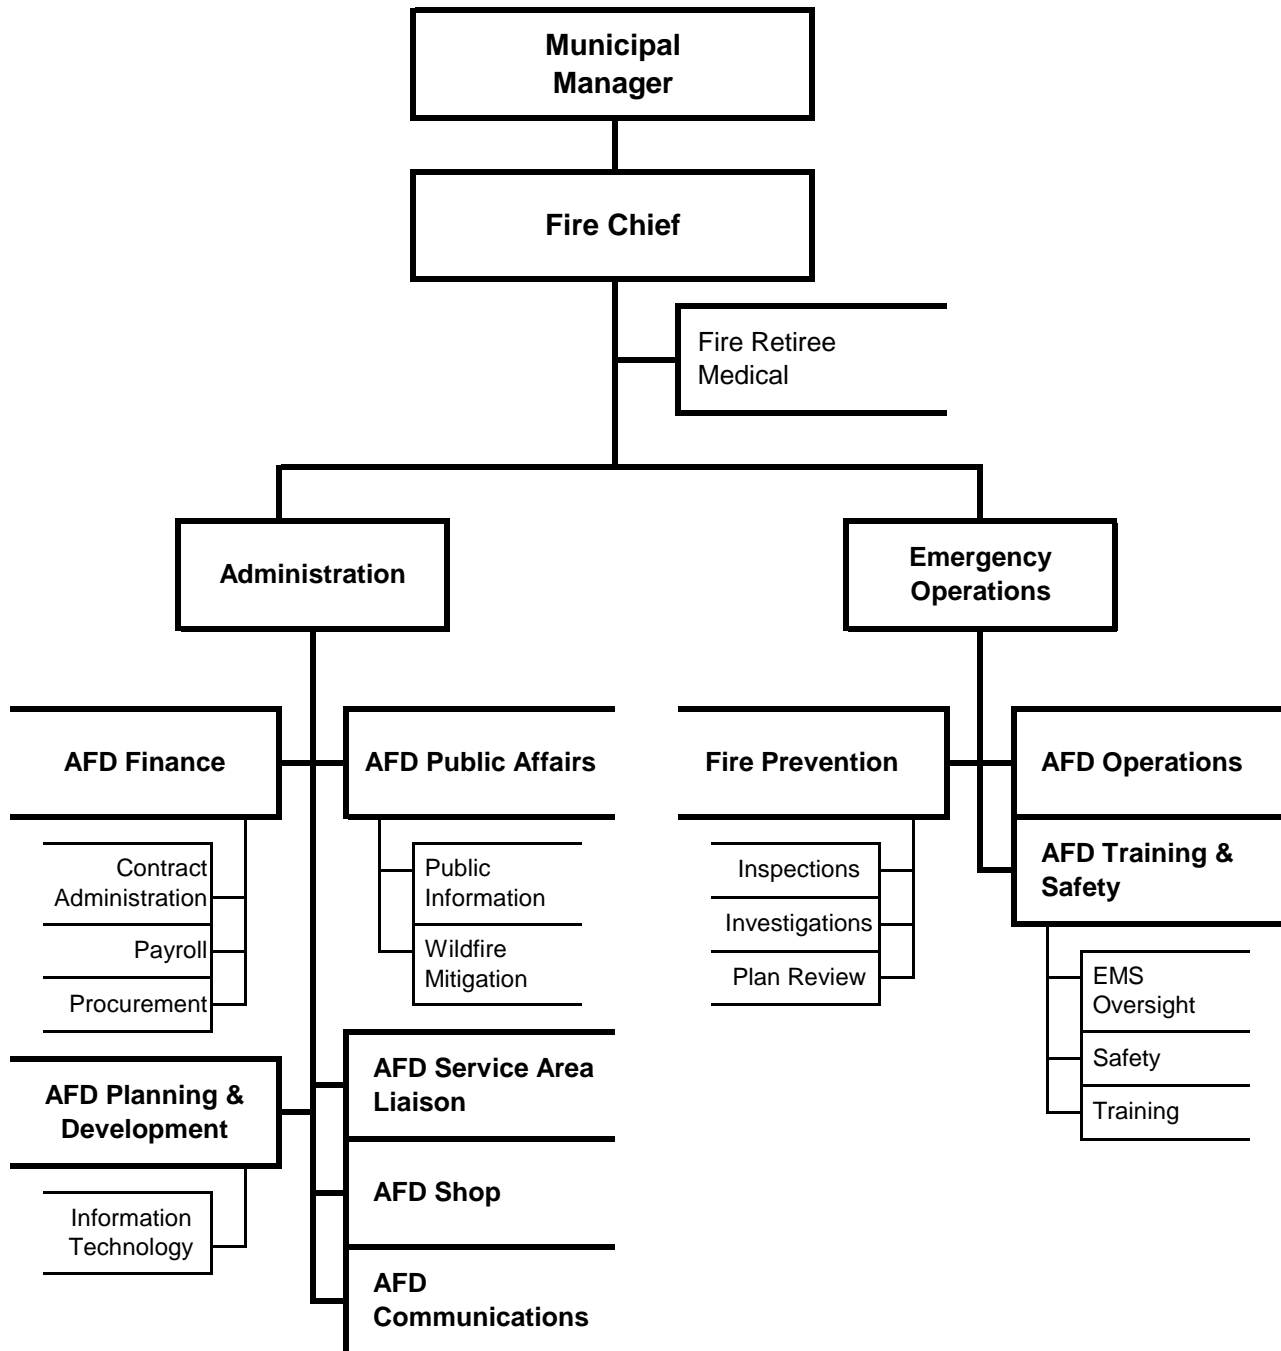 Municipal
Manager
Fire Chief
Fire Retiree
Medical
Administration
Emergency
Operations
AFD Finance
AFD Public Affairs
Fire Prevention
AFD Operations
Contract
Administration
Payroll
Procurement
Public
Information
Wildfire
Mitigation
Inspections
Investigations
Plan Review
AFD Training &
Safety
EMS
Oversight
Safety
Training
AFD Planning &
Development
Information
Technology
AFD Service Area
Liaison
AFD Shop
AFD
Communications